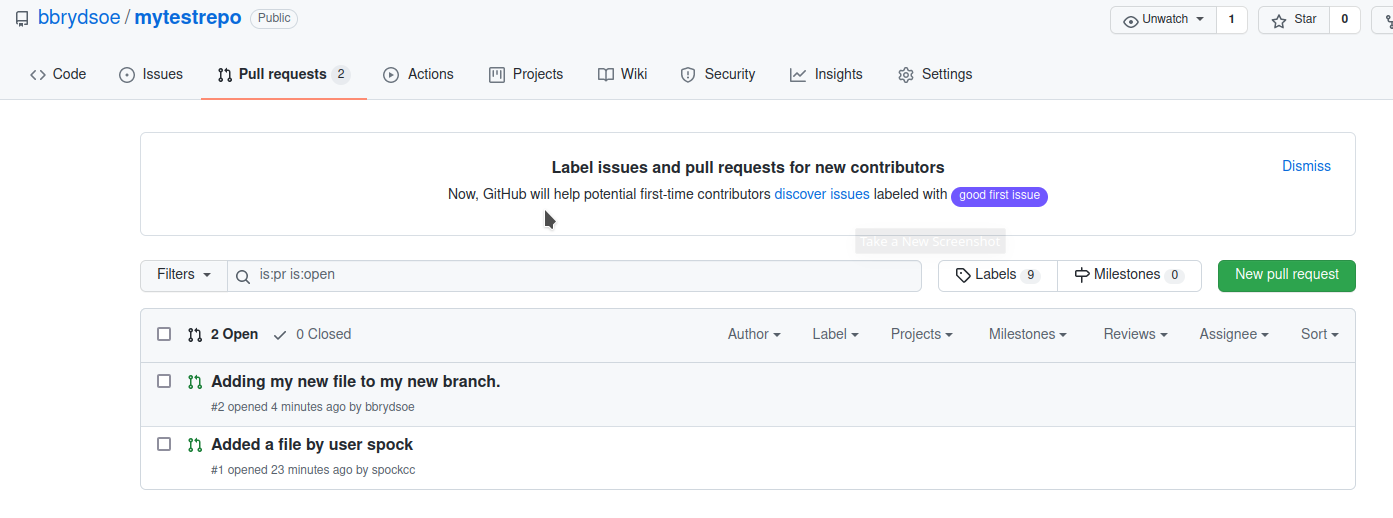 bbrydsoe / mytestrepo Public Unwatch 1 Star 0
Code Issues Pull requests 2 Actions Projects Wiki Security Insights Settings
Label issues and pull requests for new contributors Dismiss
Now, GitHub will help potential first-time contributors discover issues labeled with good first issue
Take a New Screenshot
Filters is:pr is:open Labels 9 Milestones 0 New pull request
2 Open 0 Closed Author Label Projects Milestones Reviews Assignee Sort
Adding my new file to my new branch.
#2 opened 4 minutes ago by bbrydsoe
Added a file by user spock
#1 opened 23 minutes ago by spockcc